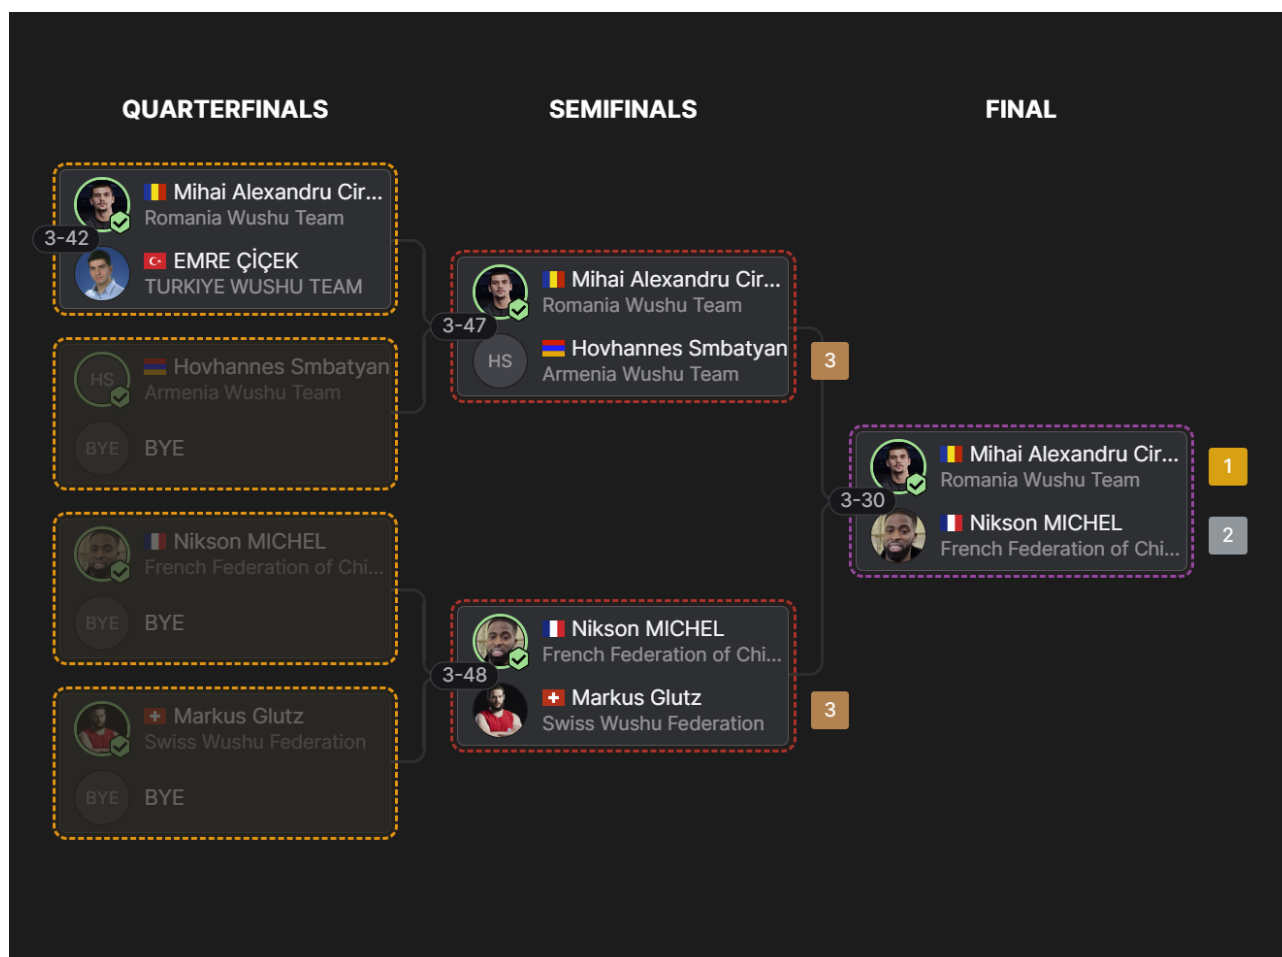 QUARTERFINALS
SEMIFINALS
FINAL
Mihai Alexandru Cir...
Romania Wushu Team
3-42
EMRE ÇİÇEK
TURKIYE WUSHU TEAM
HS
Hovhannes Smbatyan
Armenia Wushu Team
BYE
BYE
Nikson MICHEL
French Federation of Chi...
BYE
BYE
Markus Glutz
Swiss Wushu Federation
BYE
BYE
Mihai Alexandru Cir...
Romania Wushu Team
3-47
HS
Hovhannes Smbatyan
Armenia Wushu Team
3
Nikson MICHEL
French Federation of Chi...
3-48
Markus Glutz
Swiss Wushu Federation
3
Mihai Alexandru Cir...
Romania Wushu Team
1
3-30
Nikson MICHEL
French Federation of Chi...
2